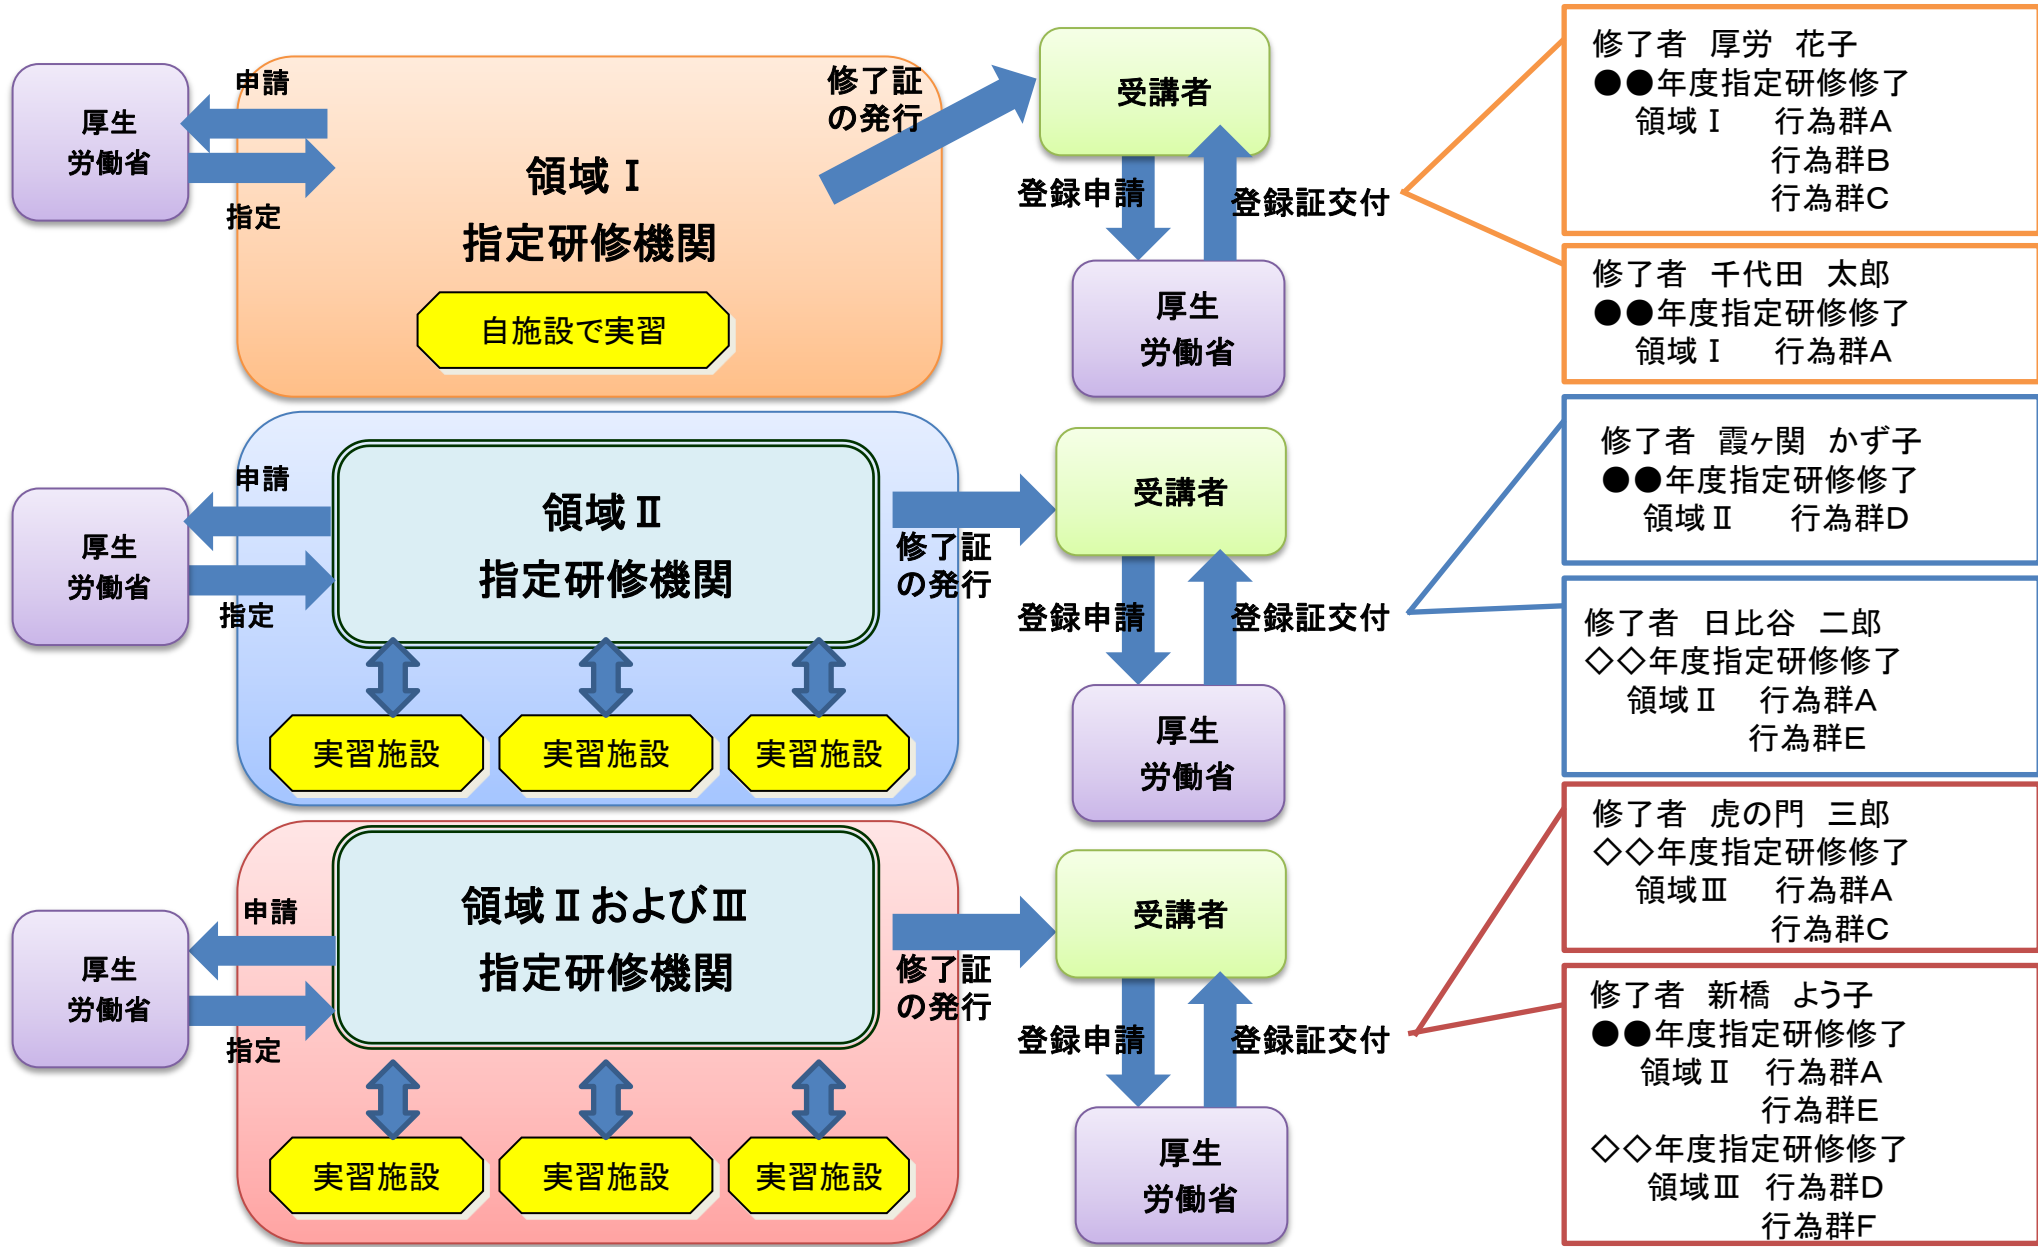 申請
厚生
労働省
指定
領域Ⅰ
指定研修機関
自施設で実習
修了証
の発行
受講者
登録申請
登録証交付
厚生
労働省
修了者 厚労 花子
●●年度指定研修修了
領域Ⅰ 行為群A
行為群B
行為群C
修了者 千代田 太郎
●●年度指定研修修了
領域Ⅰ 行為群A
申請
厚生
労働省
指定
領域Ⅱ
指定研修機関
実習施設
実習施設
実習施設
修了証
の発行
受講者
登録申請
登録証交付
厚生
労働省
修了者 霞ヶ関 かず子
●●年度指定研修修了
領域Ⅱ 行為群D
修了者 日比谷 二郎
◇◇年度指定研修修了
領域Ⅱ 行為群A
行為群E
申請
厚生
労働省
指定
領域ⅡおよびⅢ
指定研修機関
実習施設
実習施設
実習施設
修了証
の発行
受講者
登録申請
登録証交付
厚生
労働省
修了者 虎の門 三郎
◇◇年度指定研修修了
領域Ⅲ 行為群A
行為群C
修了者 新橋 よう子
●●年度指定研修修了
領域Ⅱ 行為群A
行為群E
◇◇年度指定研修修了
領域Ⅲ 行為群D
行為群F